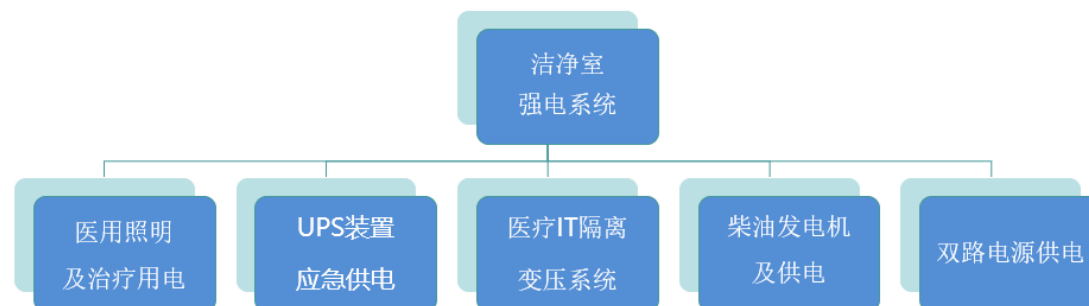 洁净室
强电系统
医用照明
及治疗用电
UPS装置
应急供电
医疗IT隔离
变压系统
柴油发电机
及供电
双路电源供电